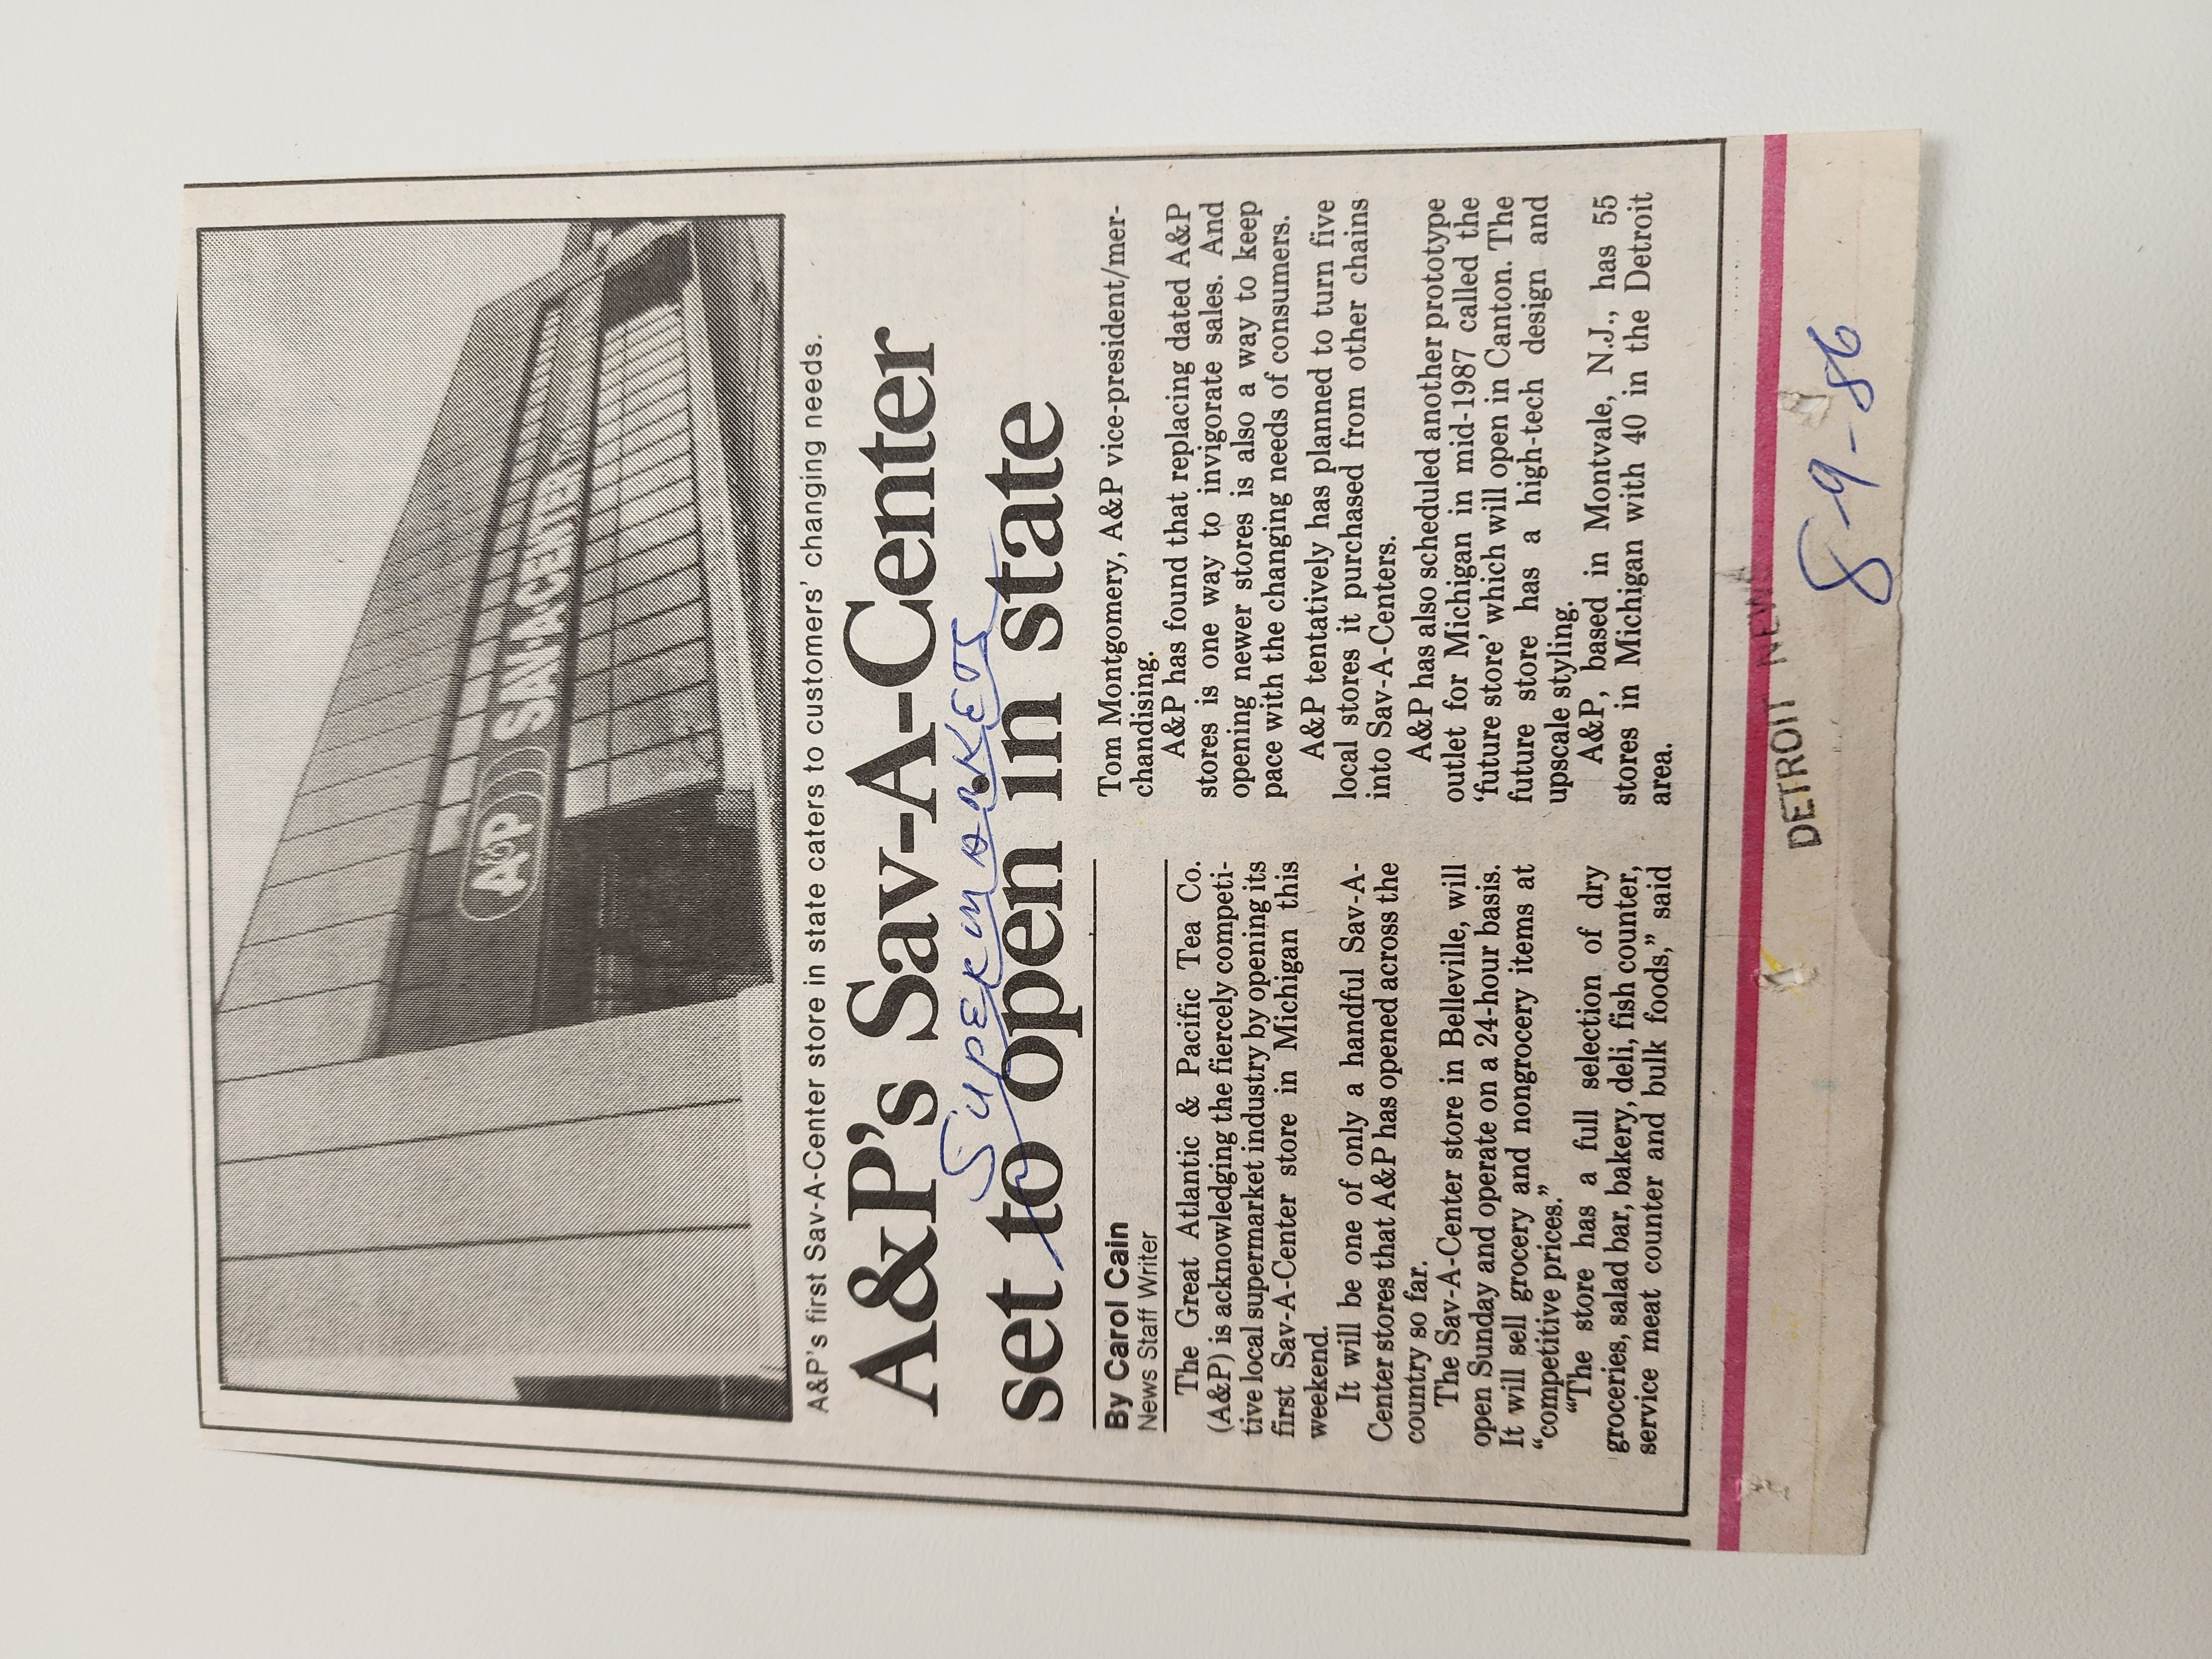 A&P SAV-A-CENTER
A&P's first Sav-A-Center store in state caters to customers' changing needs.
A&P's Sav-A-Center
SUPERMARKETS
set to open in state
By Carol Cain
News Staff Writer
The Great Atlantic & Pacific Tea Co.
(A&P) is acknowledging the fiercely competi-
tive local supermarket industry by opening its
first Sav-A-Center store in Michigan this
weekend.
It will be one of only a handful Sav-A-
Center stores that A&P has opened across the
country so far.
The Sav-A-Center store in Belleville, will
open Sunday and operate on a 24-hour basis.
It will sell grocery and nongrocery items at
“competitive prices.”
“The store has a full selection of dry
groceries, salad bar, bakery, deli, fish counter,
service meat counter and bulk foods,” said
Tom Montgomery, A&P vice-president/mer-
chandising.
A&P has found that replacing dated A&P
stores is one way to invigorate sales. And
opening newer stores is also a way to keep
pace with the changing needs of consumers.
A&P tentatively has planned to turn five
local stores it purchased from other chains
into Sav-A-Centers.
A&P has also scheduled another prototype
outlet for Michigan in mid-1987 called the
‘future store’ which will open in Canton. The
future store has a high-tech design and
upscale styling.
A&P, based in Montvale, N.J., has 55
stores in Michigan with 40 in the Detroit
area.
DETROIT NEWS
8-9-86